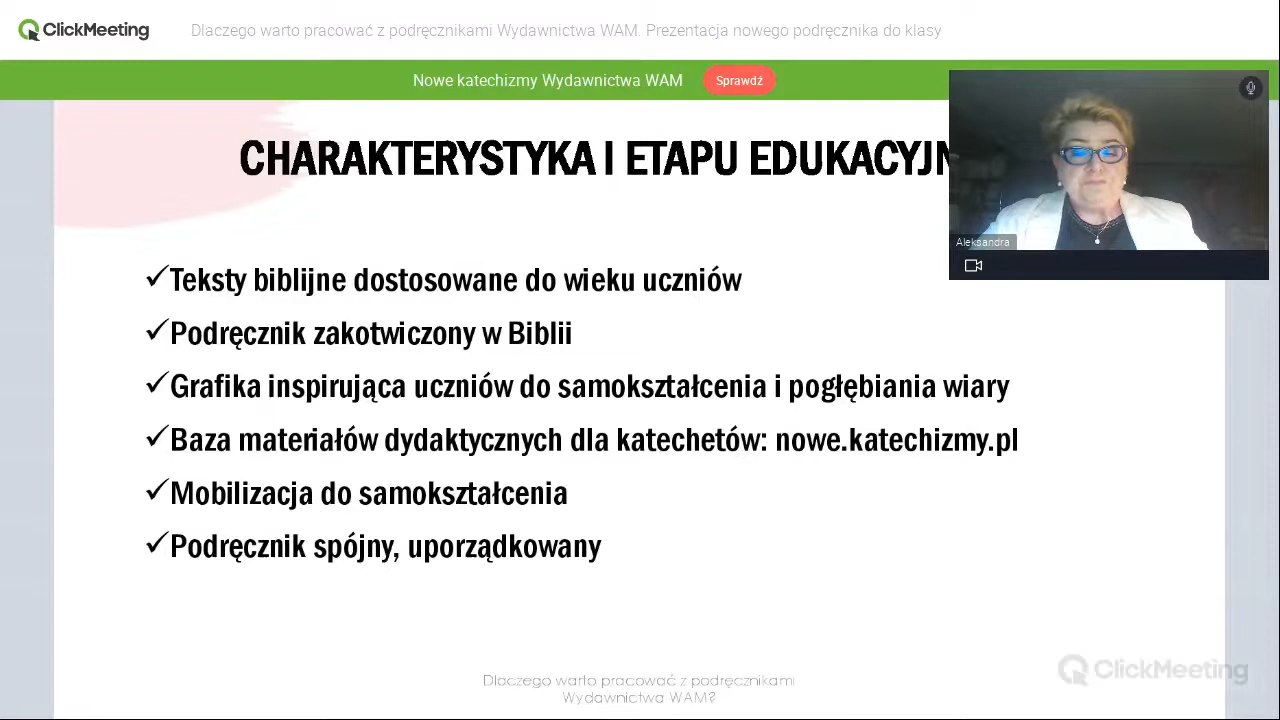 ClickMeeting
Dlaczego warto pracować z podręcznikami Wydawnictwa WAM. Prezentacja nowego podręcznika do klasy
Nowe katechizmy Wydawnictwa WAM
Sprawdź
CHARAKTERYSTYKA I ETAPU EDUKACYJN
Aleksandra
✓Teksty biblijne dostosowane do wieku uczniów
✓Podręcznik zakotwiczony w Biblii
✓Grafika inspirująca uczniów do samokształcenia i pogłębiania wiary
✓Baza materiałów dydaktycznych dla katechetów: nowe.katechizmy.pl
✓Mobilizacja do samokształcenia
✓Podręcznik spójny, uporządkowany
ClickMeeting
Dlaczego warto pracować z podręcznikami
Wydawnictwa WAM?